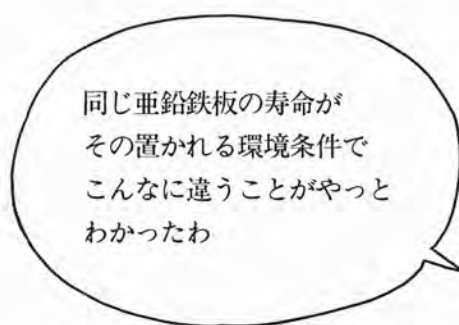 同じ亜鉛鉄板の寿命が
その置かれる環境条件で
こんなに違うことがやっと
わかったわ